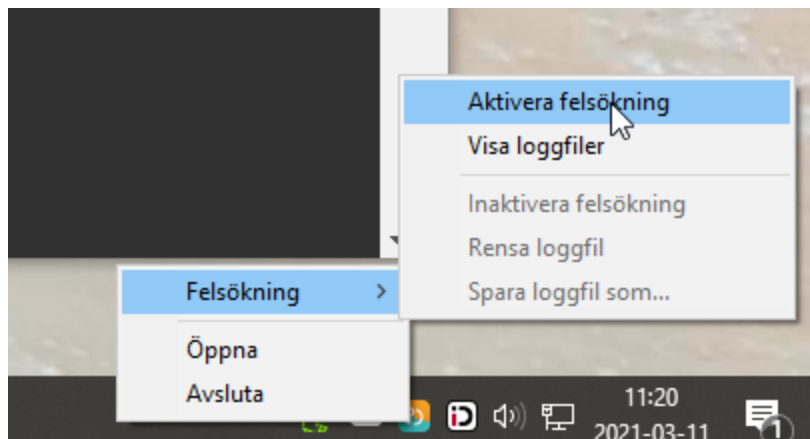 Aktivera felsökning
Visa loggfiler
Inaktivera felsökning
Rensa loggfil
Spara loggfil som...
Felsökning
Öppna
Avsluta
11:20
2021-03-11
1